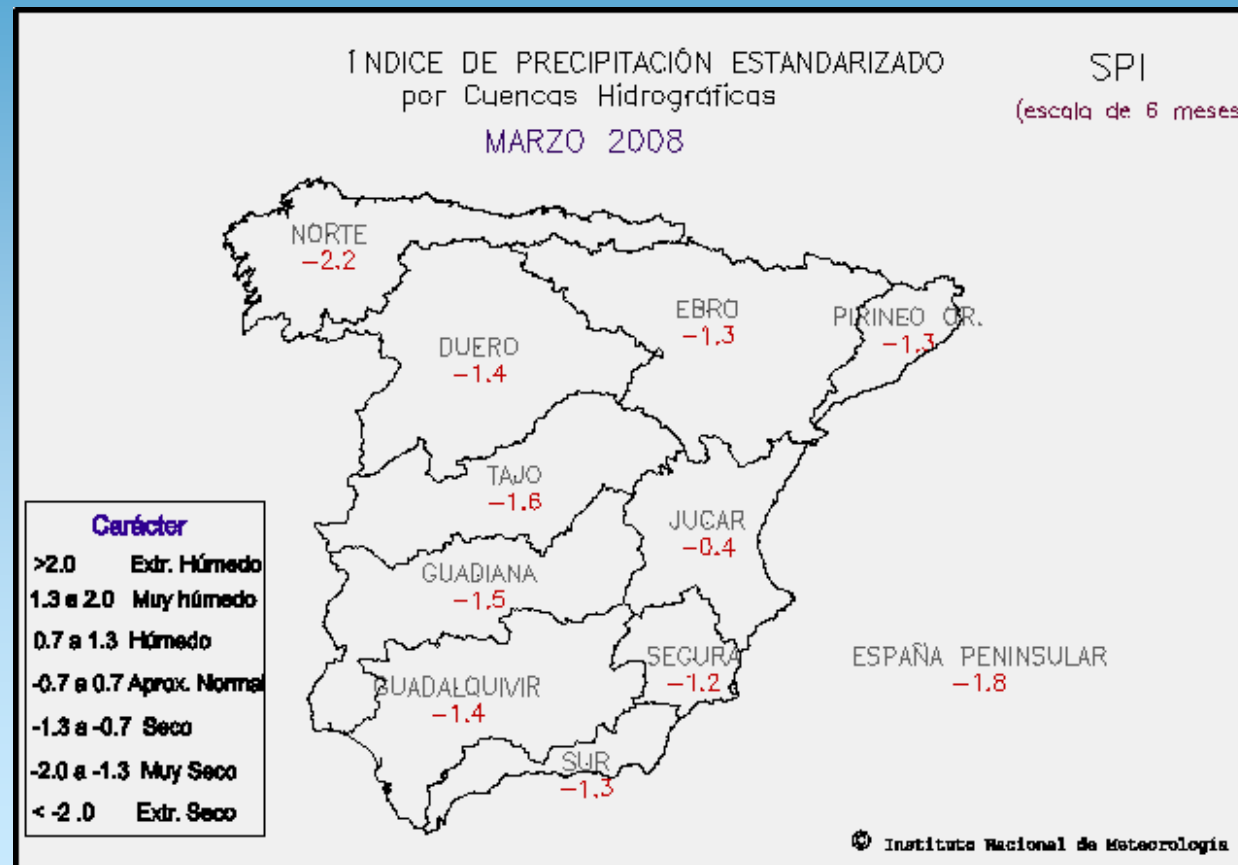 ÍNDICE DE PRECIPITACIÓN ESTANDARIZADO
por Cuencas Hidrográficas
MARZO 2008
SPI
(escala de 6 meses
NORTE
-2.2
DUERO
-1.4
EBRO
-1.3
PIRINEO OR.
-1.3
TAJO
-1.6
JUCAR
-0.4
GUADIANA
-1.5
SEGURA
-1.2
GUADALQUIVIR
-1.4
SUR
-1.3
ESPAÑA PENINSULAR
-1.8
Carácter
>2.0 Extr. Húmedo
1.3 a 2.0 Muy húmedo
0.7 a 1.3 Húmedo
-0.7 a 0.7 Aprox. Normal
-1.3 a -0.7 Seco
-2.0 a -1.3 Muy Seco
< -2.0 Extr. Seco
© Instituto Nacional de Meteorología